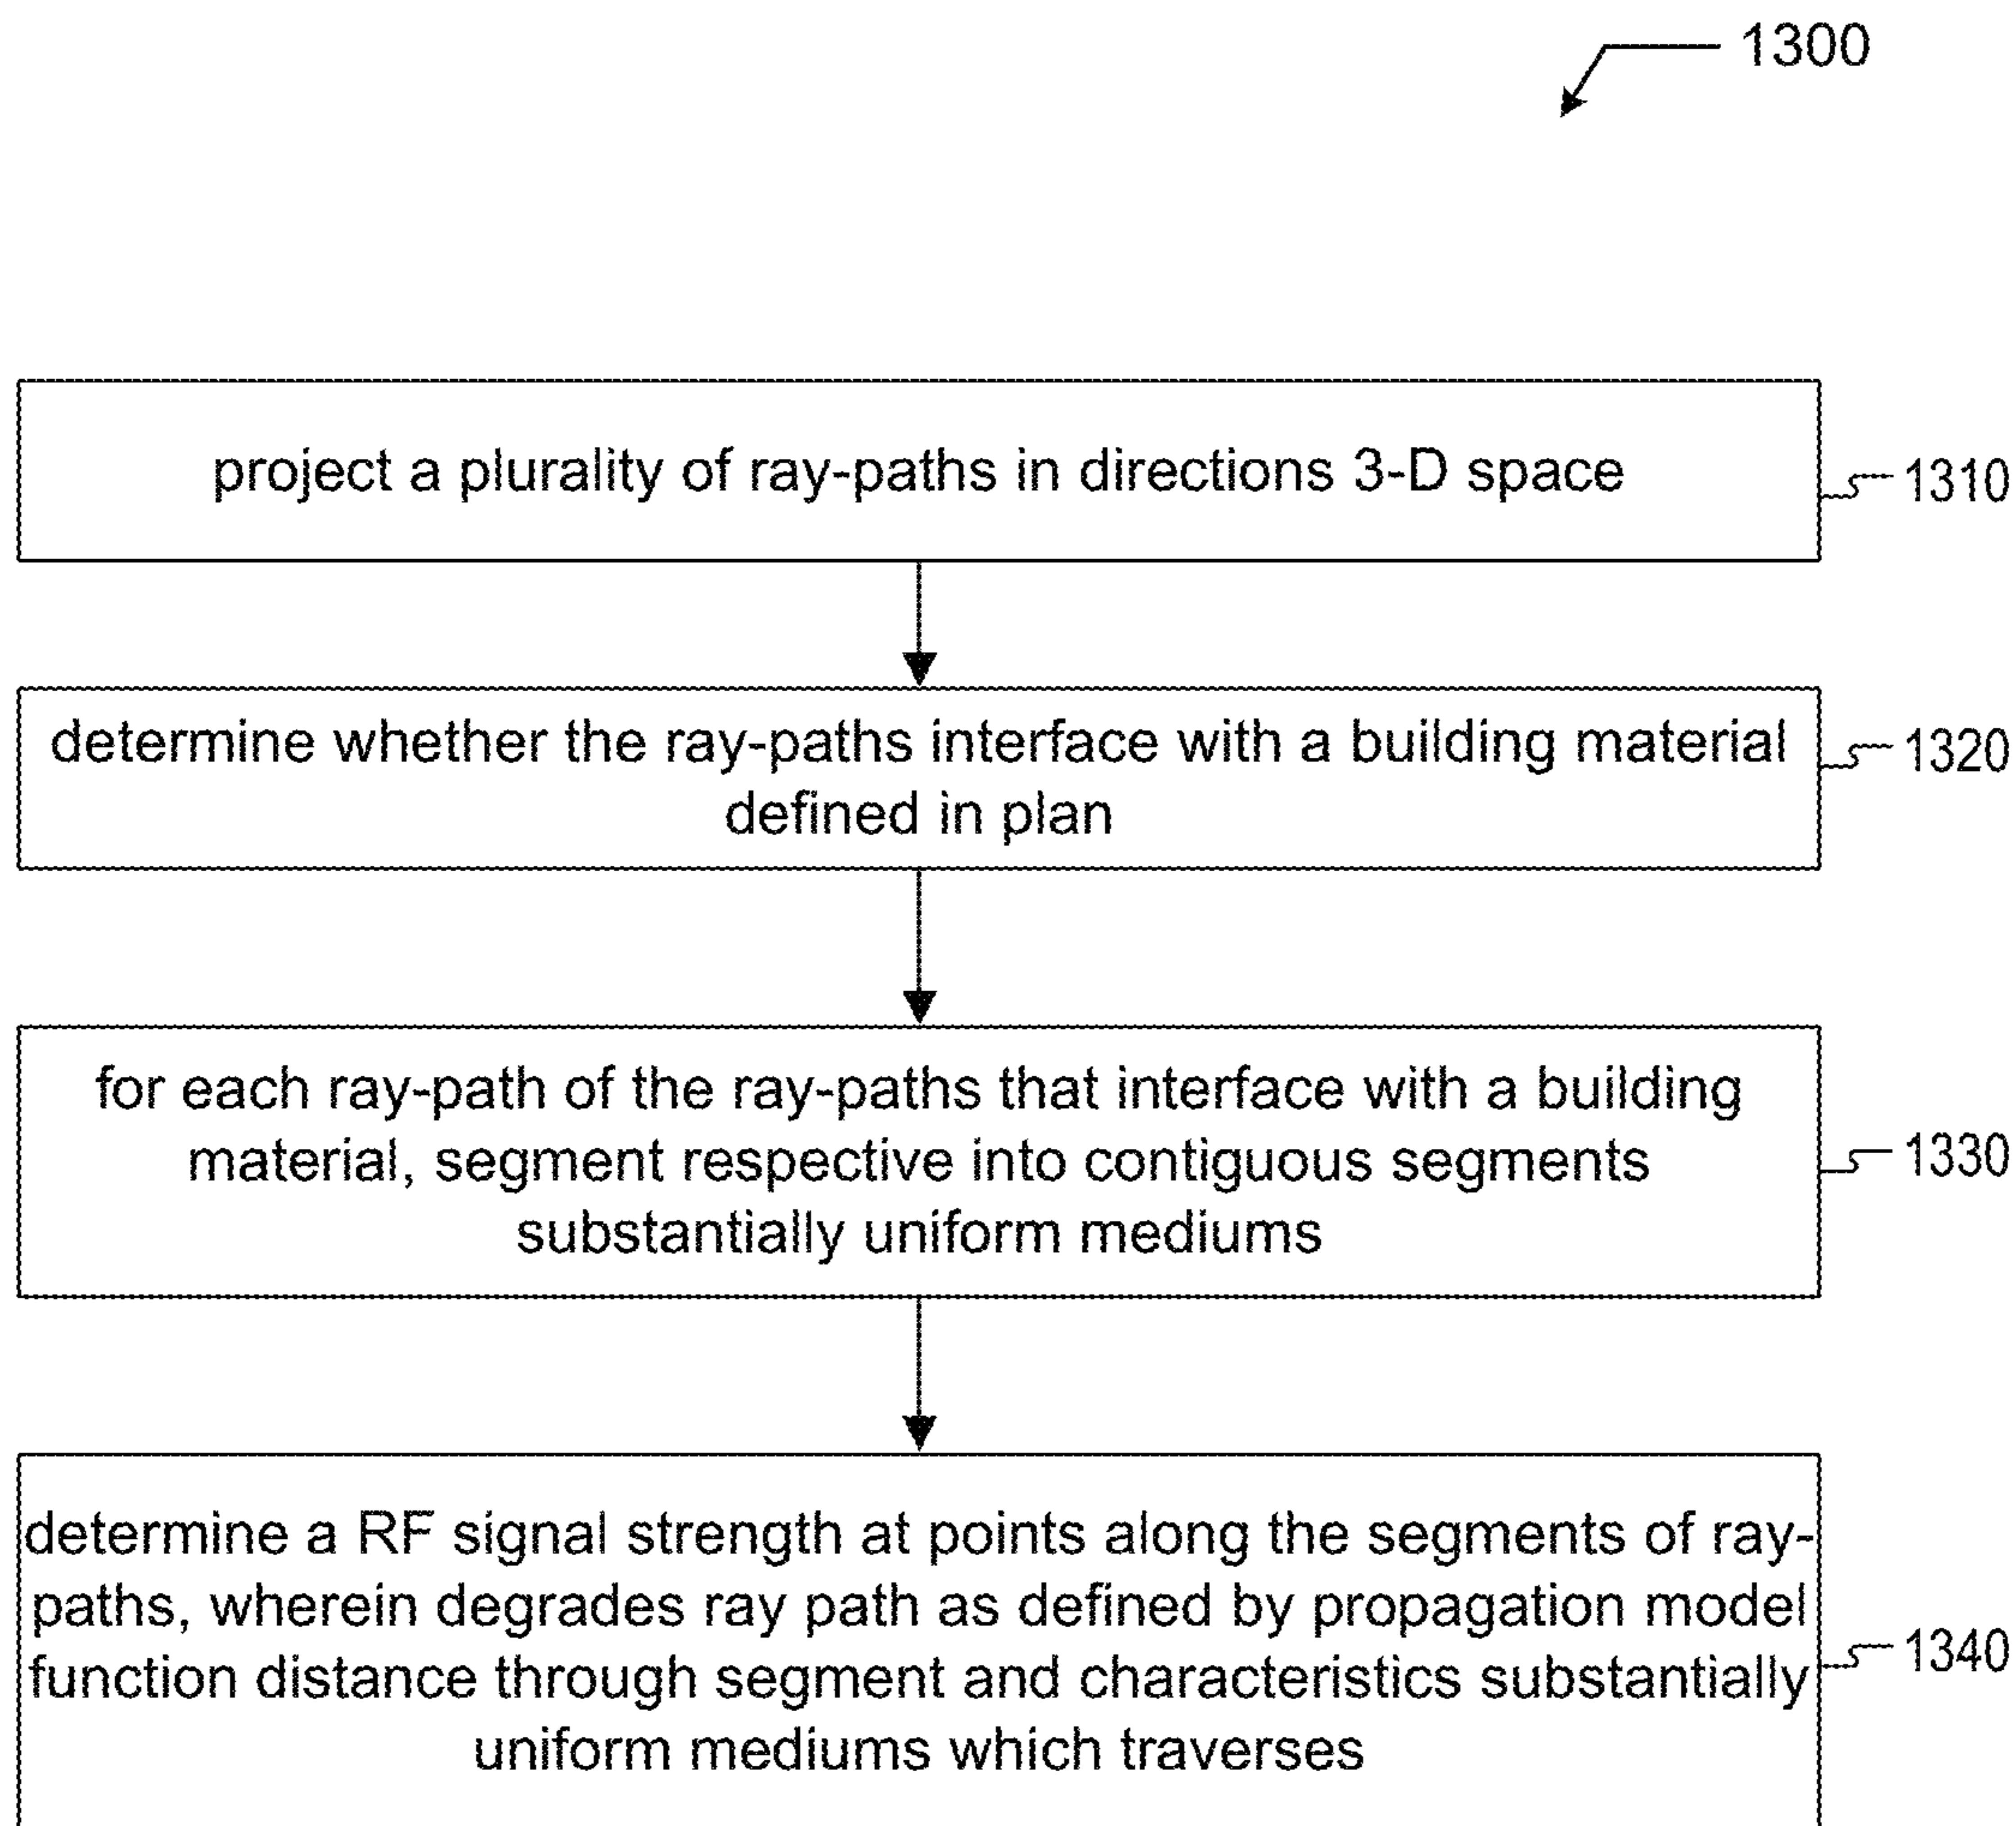 1300
project a plurality of ray-paths in directions 3-D space
1310
determine whether the ray-paths interface with a building material
defined in plan
1320
for each ray-path of the ray-paths that interface with a building
material, segment respective into contiguous segments
substantially uniform mediums
1330
determine a RF signal strength at points along the segments of ray-
paths, wherein degrades ray path as defined by propagation model
function distance through segment and characteristics substantially
uniform mediums which traverses
1340